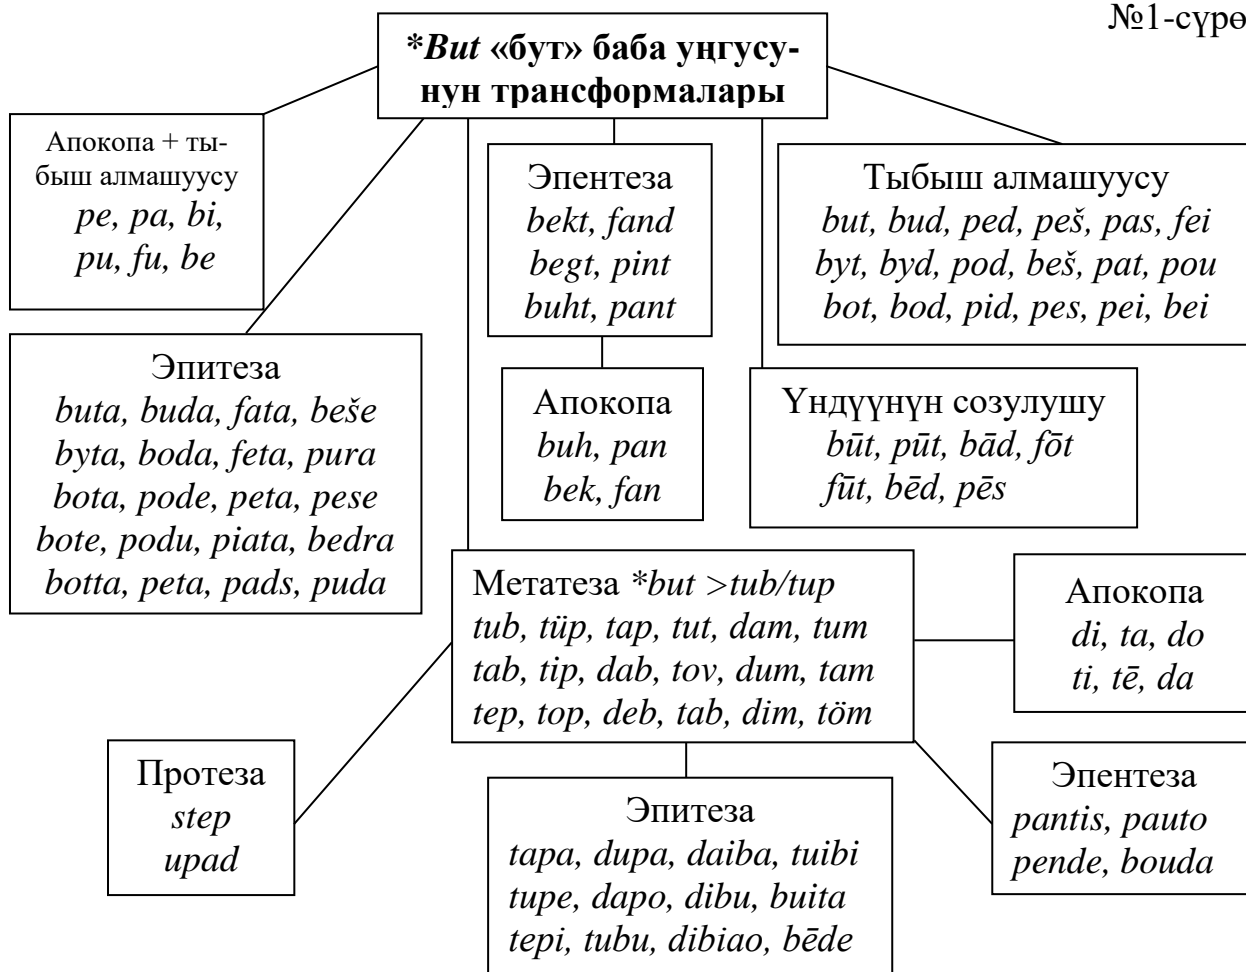 №1-сүрө
*But «бут» баба уңгусу-
нун трансформалары
Апокопа + ты-
быш алмашуусу
pe, pa, bi,
pu, fu, be
Эпентеза
bekt, fand
begt, pint
buht, pant
Тыбыш алмашуусу
but, bud, ped, peš, pas, fei
byt, byd, pod, beš, pat, pou
bot, bod, pid, pes, pei, bei
Эпитеза
buta, buda, fata, beše
byta, boda, feta, pura
bota, pode, peta, pese
bote, podu, piata, bedra
botta, peta, pads, puda
Апокопа
buh, pan
bek, fan
Үндүүнүн созулушу
būt, pūt, bād, fōt
fūt, bēd, pēs
Метатеза *but >tub/tup
tub, tüp, tap, tut, dam, tum
tab, tip, dab, tov, dum, tam
tep, top, deb, tab, dim, töm
Апокопа
di, ta, do
ti, tē, da
Протеза
step
upad
Эпитеза
tapa, dupa, daiba, tuibi
tupe, dapo, dibu, buita
tepi, tubu, dibiao, bēde
Эпентеза
pantis, pauto
pende, bouda